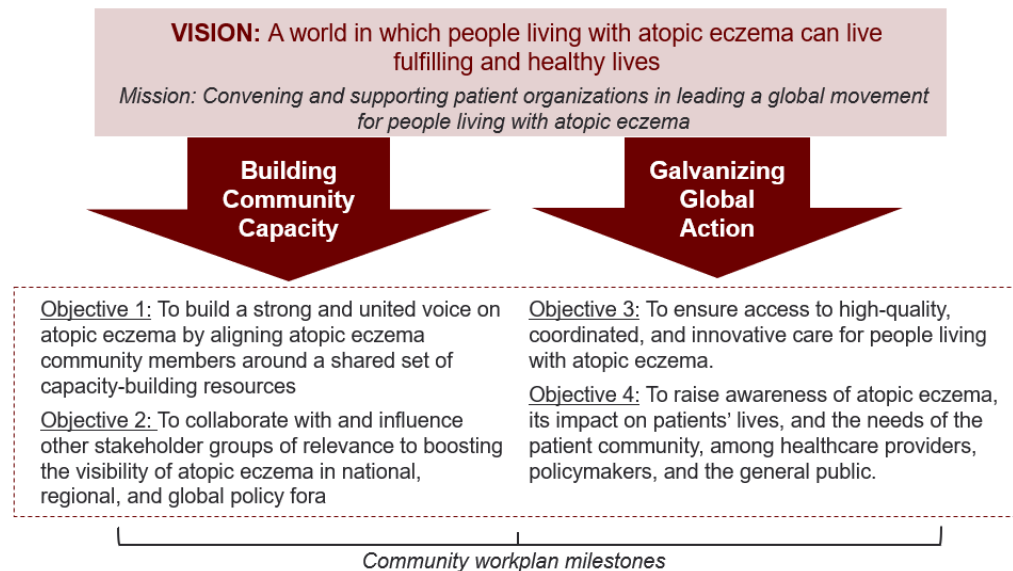 VISION: A world in which people living with atopic eczema can live
fulfilling and healthy lives
Mission: Convening and supporting patient organizations in leading a global movement
for people living with atopic eczema
Building
Community
Capacity
Galvanizing
Global
Action
Objective 1: To build a strong and united voice on
atopic eczema by aligning atopic eczema
community members around a shared set of
capacity-building resources
Objective 2: To collaborate with and influence
other stakeholder groups of relevance to boosting
the visibility of atopic eczema in national,
regional, and global policy fora
Objective 3: To ensure access to high-quality,
coordinated, and innovative care for people living
with atopic eczema.
Objective 4: To raise awareness of atopic eczema,
its impact on patients’ lives, and the needs of the
patient community, among healthcare providers,
policymakers, and the general public.
Community workplan milestones